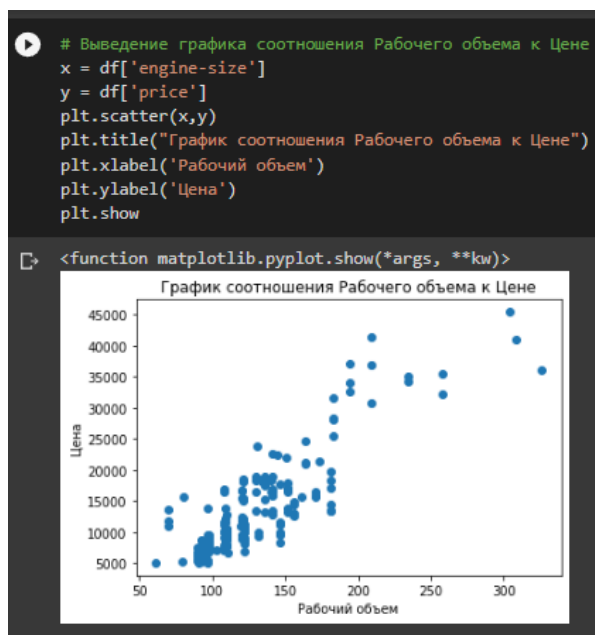 # Выведение графика соотношения Рабочего объема к Цене
x = df['engine-size']
y = df['price']
plt.scatter(x,y)
plt.title("График соотношения Рабочего объема к Цене")
plt.xlabel('Рабочий объем')
plt.ylabel('Цена')
plt.show
<function matplotlib.pyplot.show(*args, **kw)>
График соотношения Рабочего объема к Цене
45000
40000
35000
30000
25000
20000
15000
10000
5000
Цена
50 100 150 200 250 300
Рабочий объем